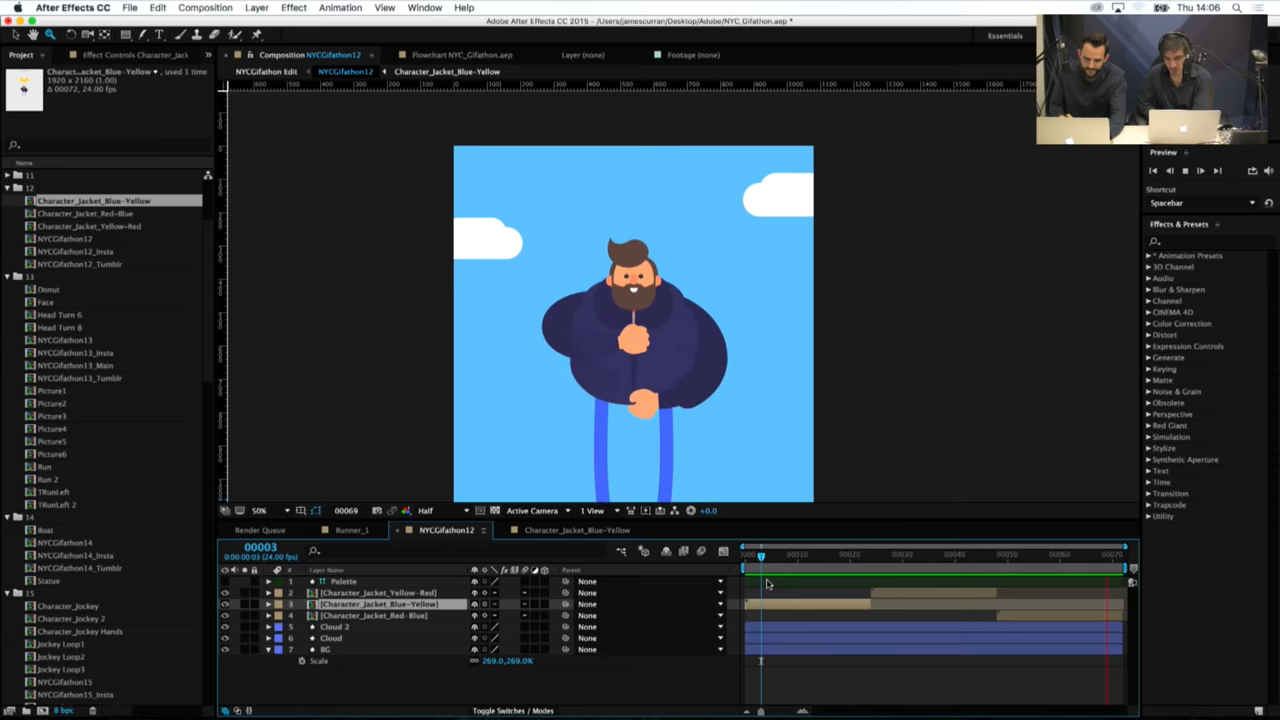 After Effects CC File Edit Composition Layer Effect Animation View Window Help
Thu 14:06
Adobe After Effects CC 2015 - /Users/jamescurran/Desktop/Adobe/NYC_Gifathon.aep *
Essentials
Project Effect Controls Character_Jack
Composition NYCGifathon12 Flowchart NYC_Gifathon.aep Layer (none) Footage (none)
NYCGifathon Edit NYCGifathon12 Character_Jacket_Blue-Yellow
Charact...acket_Blue-Yellow , used 1 time
1920 x 2160 (1.00)
Δ 00072, 24.00 fps)
Name
11
12
Character_Jacket_Blue-Yellow
Character_Jacket_Red-Blue
Character_Jacket_Yellow-Red
NYCGifathon12
NYCGifathon12_Insta
NYCGifathon12_Tumblr
13
Donut
Face
Head Turn 6
Head Turn 8
NYCGifathon13
NYCGifathon13_Insta
NYCGifathon13_Main
NYCGifathon13_Tumblr
Picture1
Picture2
Picture3
Picture4
Picture5
Picture6
Run
Run 2
TRunLeft
TRunLeft 2
14
Boat
NYCGifathon14
NYCGifathon14_Insta
NYCGifathon14_Tumblr
Statue
15
Character_Jockey
Character_Jockey 2
Character_Jockey Hands
Jockey Loop1
Jockey Loop2
Jockey Loop3
NYCGifathon15
NYCGifathon15_Insta
8 bpc
Preview
Shortcut
Spacebar
Effects & Presets
* Animation Presets
3D Channel
Audio
Blur & Sharpen
Channel
CINEMA 4D
Color Correction
Distort
Expression Controls
Generate
Keying
Matte
Noise & Grain
Obsolete
Perspective
Red Giant
Simulation
Stylize
Synthetic Aperture
Text
Time
Transition
Trapcode
Utility
50% 00069 Half Active Camera 1 View +0.0
Render Queue Runner_1 NYCGifathon12 Character_Jacket_Blue-Yellow
00003
0:00:00:03 (24.00 fps)
# Layer Name Parent
00010 00020 00030 00040 00050 00060 00070
1 Palette None
2 [Character_Jacket_Yellow-Red] None
3 [Character_Jacket_Blue-Yellow] None
4 [Character_Jacket_Red-Blue] None
5 Cloud 2 None
6 Cloud None
7 BG None
Scale 269.0,269.0%
Toggle Switches / Modes